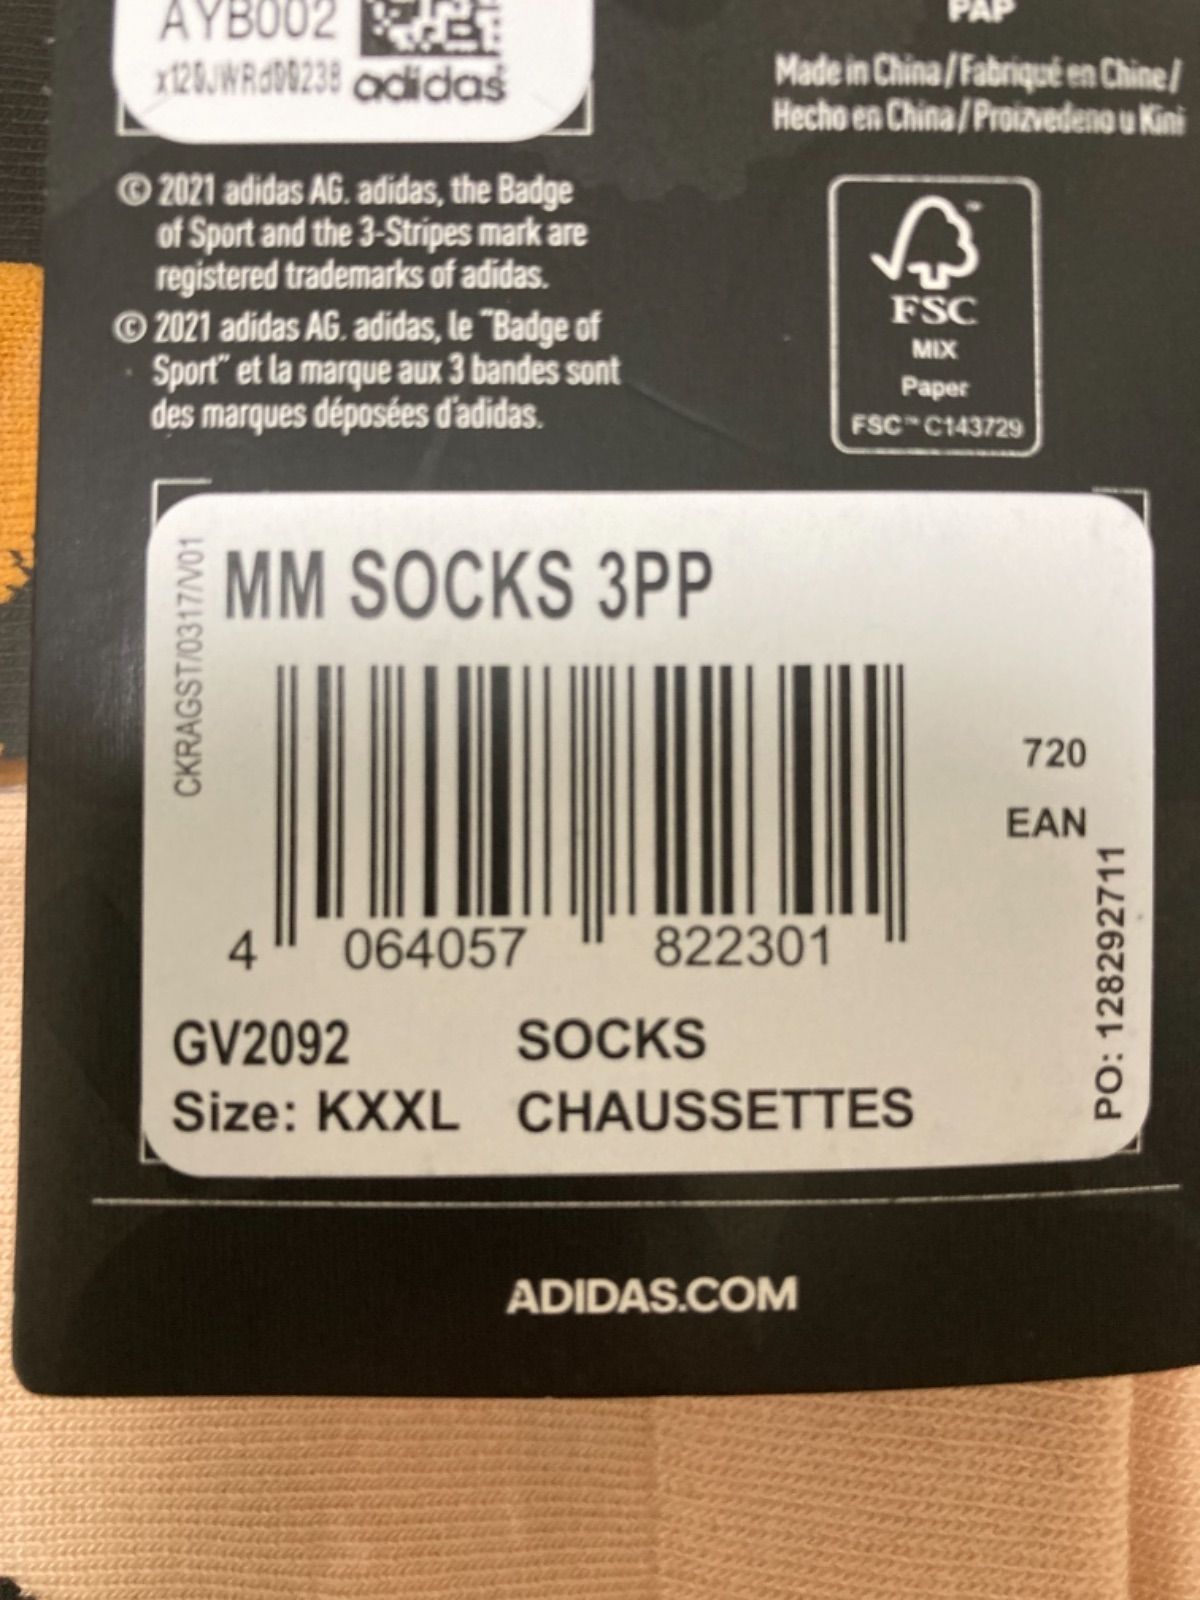 AYB002
adidas
PAP
Made in China / Fabriqué en Chine /
Hecho en China / Proizvedeno u Kini
© 2021 adidas AG. adidas, the Badge
of Sport and the 3-Stripes mark are
registered trademarks of adidas.
© 2021 adidas AG. adidas, le "Badge of
Sport" et la marque aux 3 bandes sont
des marques déposées d'adidas.
FSC
MIX
Paper
FSC™ C143729
CKRAGST/0317/V01
MM SOCKS 3PP
720
EAN
4 064057 822301
PO: 128292711
GV2092 SOCKS
Size: KXXL CHAUSSETTES
ADIDAS.COM